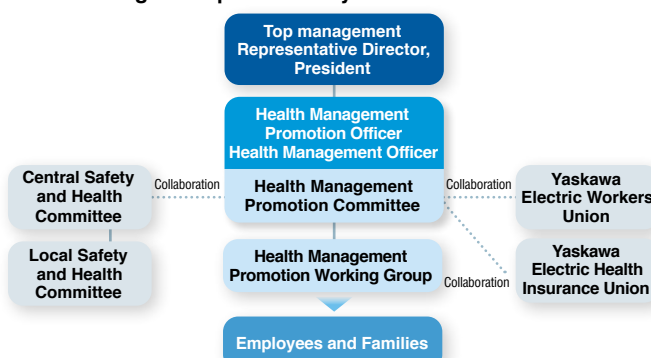 Top management
Representative Director,
President
Health Management
Promotion Officer
Health Management Officer
Health Management
Promotion Committee
Central Safety
and Health
Committee
Collaboration
Collaboration
Yaskawa
Electric Workers
Union
Local Safety
and Health
Committee
Health Management
Promotion Working Group
Collaboration
Yaskawa
Electric Health
Insurance Union
Employees and Families